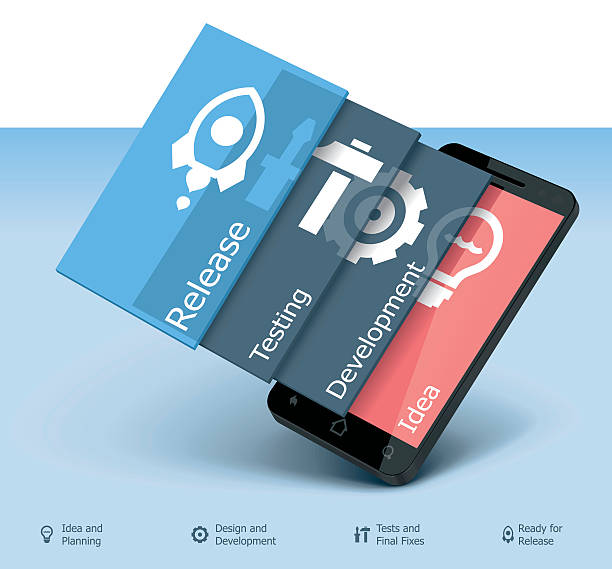 Release
Testing
Development
Idea
Idea and
Planning
Design and
Development
Tests and
Final Fixes
Ready for
Release